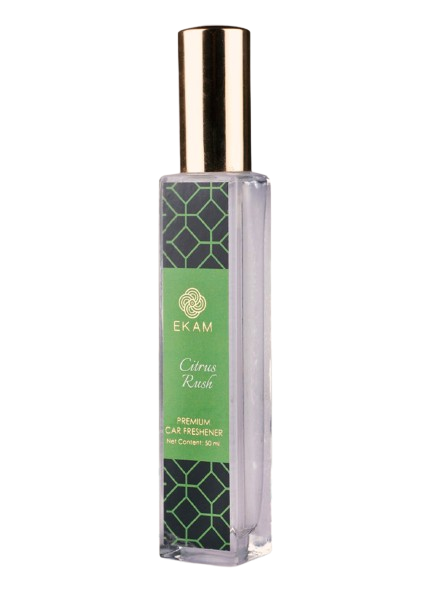 EKAM
Citrus
Rush
PREMIUM
CAR FRESHENER
Net Content: 50 ml